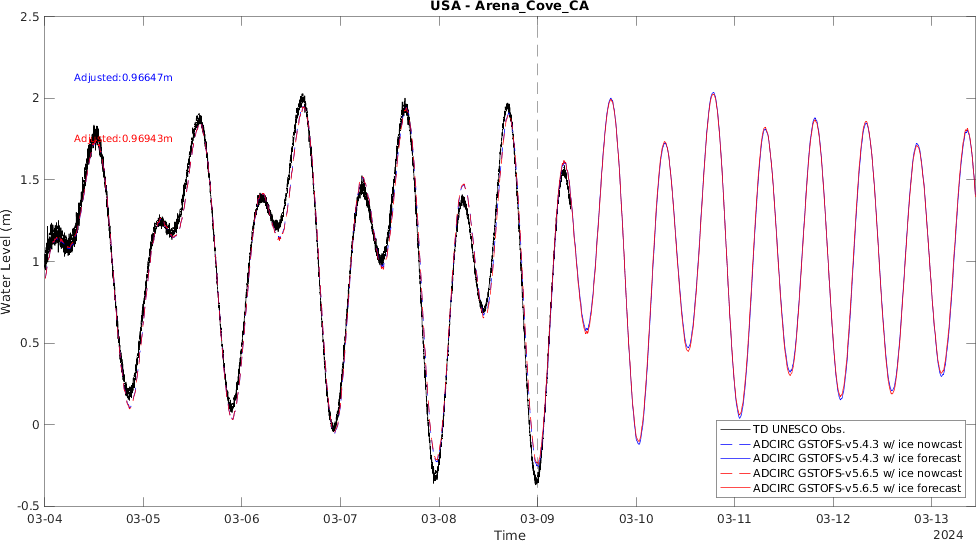 USA - Arena_Cove_CA
2.5
2
1.5
1
0.5
0
-0.5
Water Level (m)
Adjusted:0.96647m
Adjusted:0.96943m
TD UNESCO Obs.
ADCIRC GSTOFS-v5.4.3 w/ ice nowcast
ADCIRC GSTOFS-v5.4.3 w/ ice forecast
ADCIRC GSTOFS-v5.6.5 w/ ice nowcast
ADCIRC GSTOFS-v5.6.5 w/ ice forecast
03-04 03-05 03-06 03-07 03-08 03-09 03-10 03-11 03-12 03-13
Time
2024